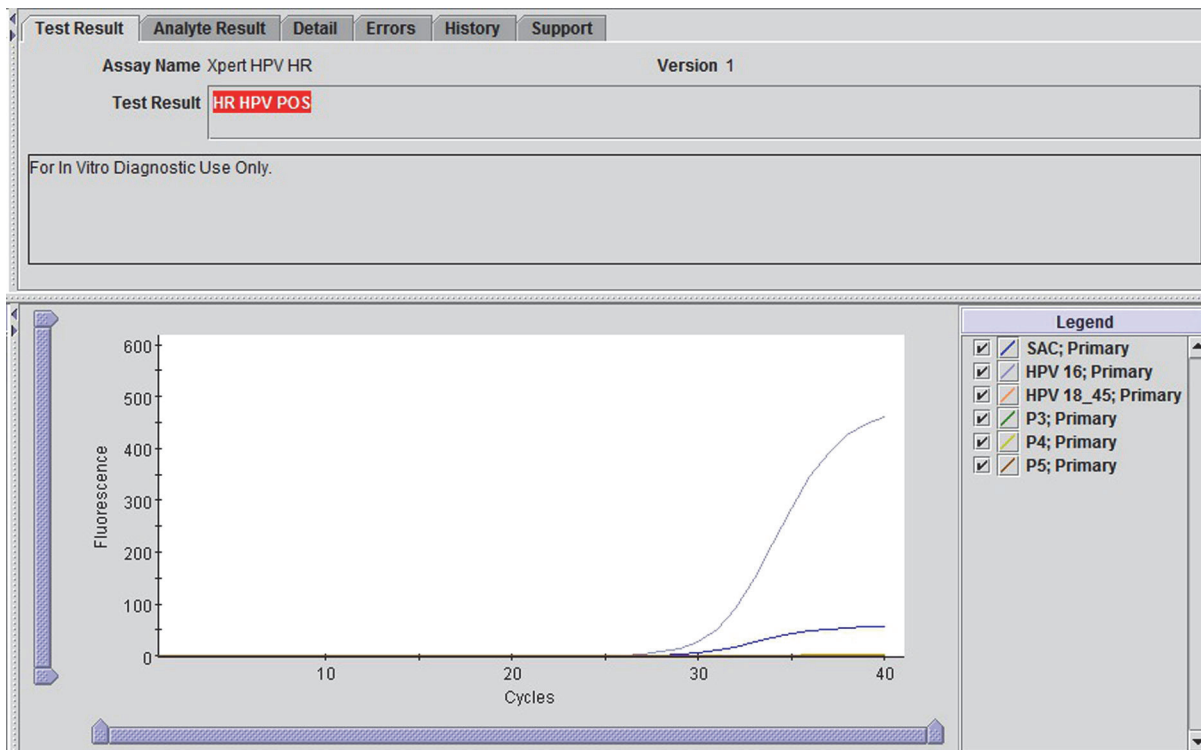 Test Result Analyte Result Detail Errors History Support
Assay Name Xpert HPV HR Version 1
Test Result HR HPV POS
For In Vitro Diagnostic Use Only.
Legend
SAC; Primary
HPV 16; Primary
HPV 18_45; Primary
P3; Primary
P4; Primary
P5; Primary
600
500
400
300
200
100
0
Fluorescence
10 20 30 40
Cycles